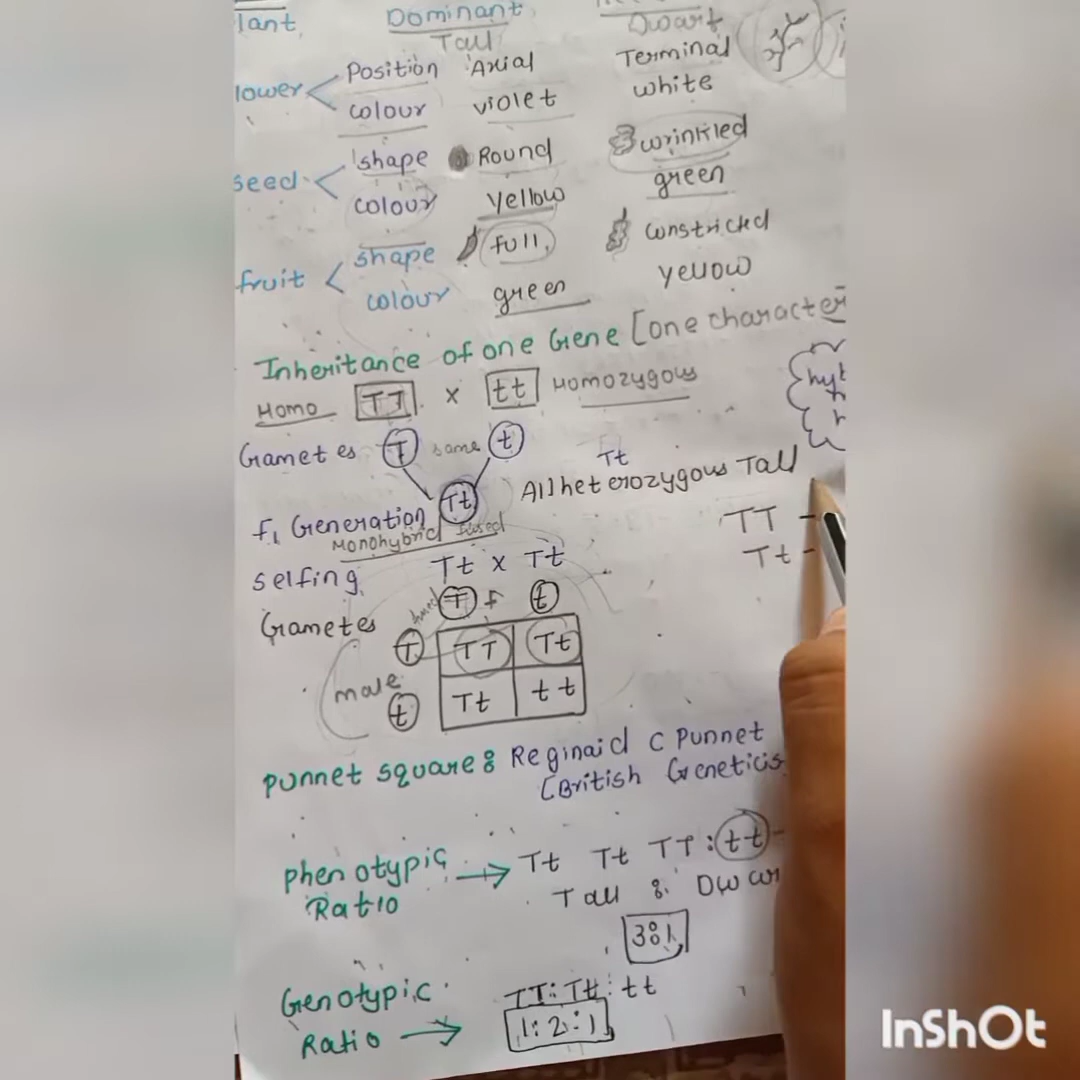 lant Dominant
Tall Dwarf
lower Position Axial Terminal
colour violet white
seed shape Round wrinkled
colour yellow green
fruit shape full constricted
colour green yellow
Inheritance of one Gene [one character
Homo TT x tt Homozygous
hyb
Gametes T same t Tt
F1 Generation Tt All heterozygous Tall
Monohybrid fused TT -
selfing Tt x Tt Tt -
Gametes T f t
T TT Tt
male
t Tt tt
punnet square: Reginald C Punnet
[British Geneticis
phenotypic Ratio → Tt Tt TT : tt -
Tall : Dwar
3:1
Genotypic Ratio → TT : Tt : tt
1:2:1
InShOt